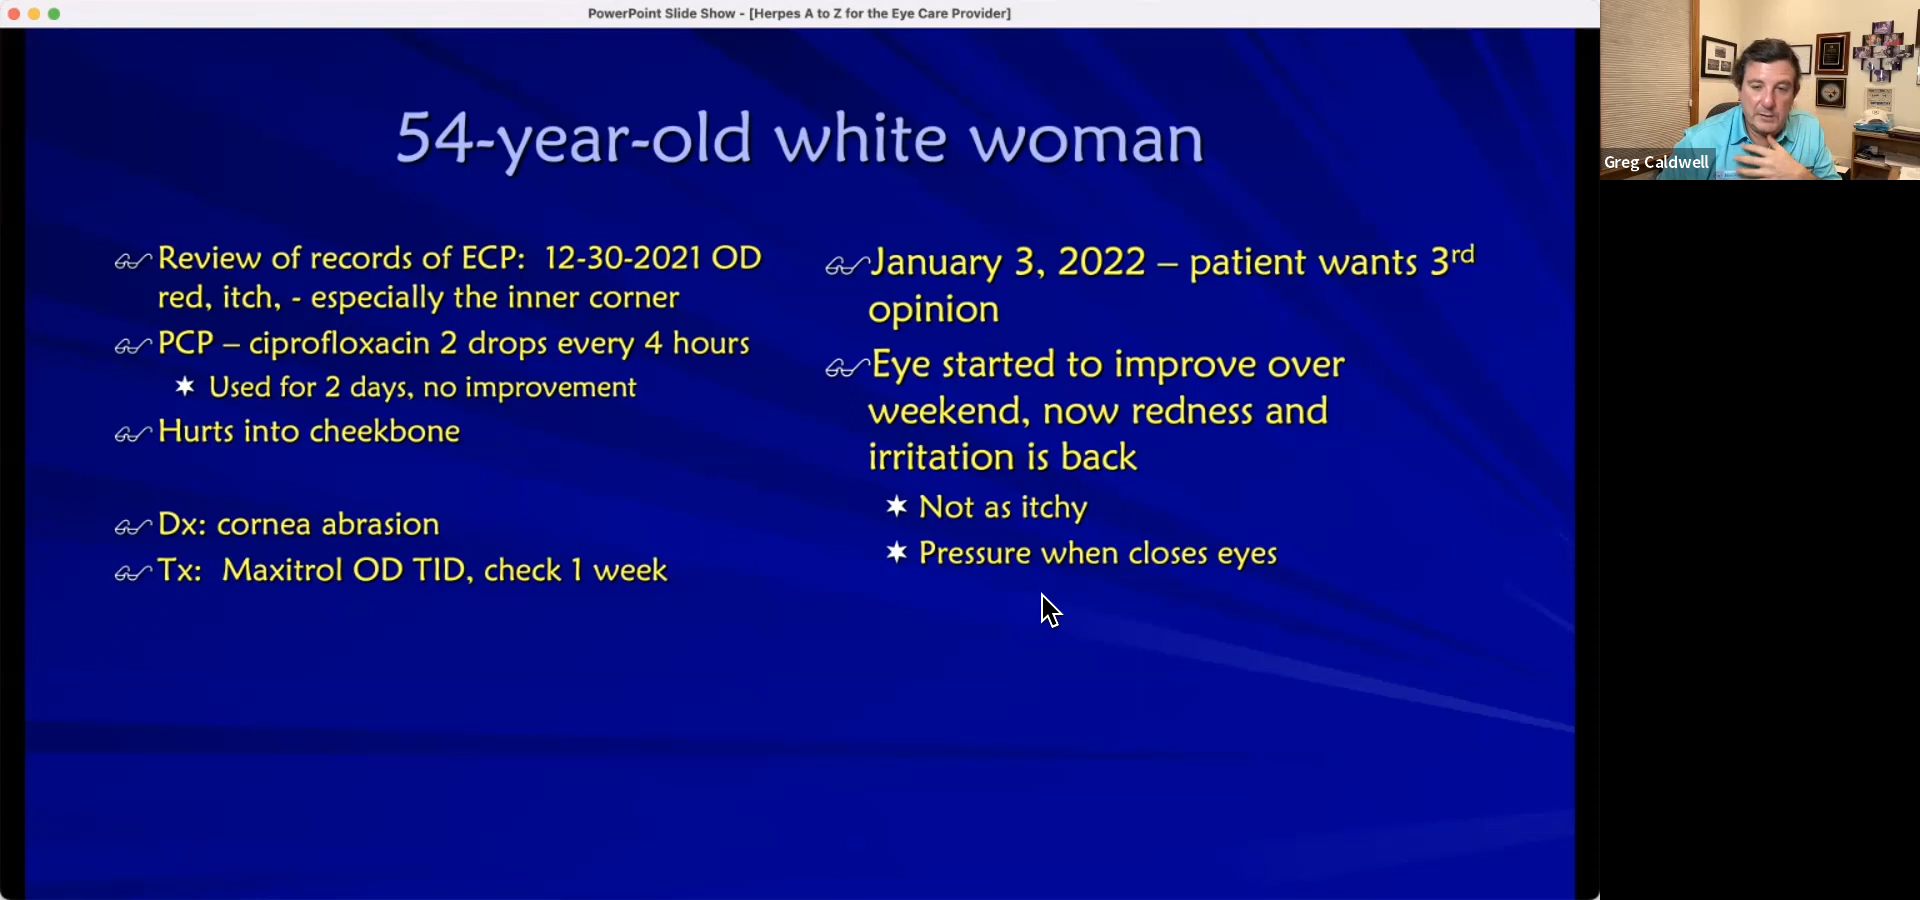 PowerPoint Slide Show - [Herpes A to Z for the Eye Care Provider]
54-year-old white woman
Review of records of ECP: 12-30-2021 OD
red, itch, - especially the inner corner
PCP – ciprofloxacin 2 drops every 4 hours
Used for 2 days, no improvement
Hurts into cheekbone
Dx: cornea abrasion
Tx: Maxitrol OD TID, check 1 week
January 3, 2022 – patient wants 3rd
opinion
Eye started to improve over
weekend, now redness and
irritation is back
Not as itchy
Pressure when closes eyes
Greg Caldwell